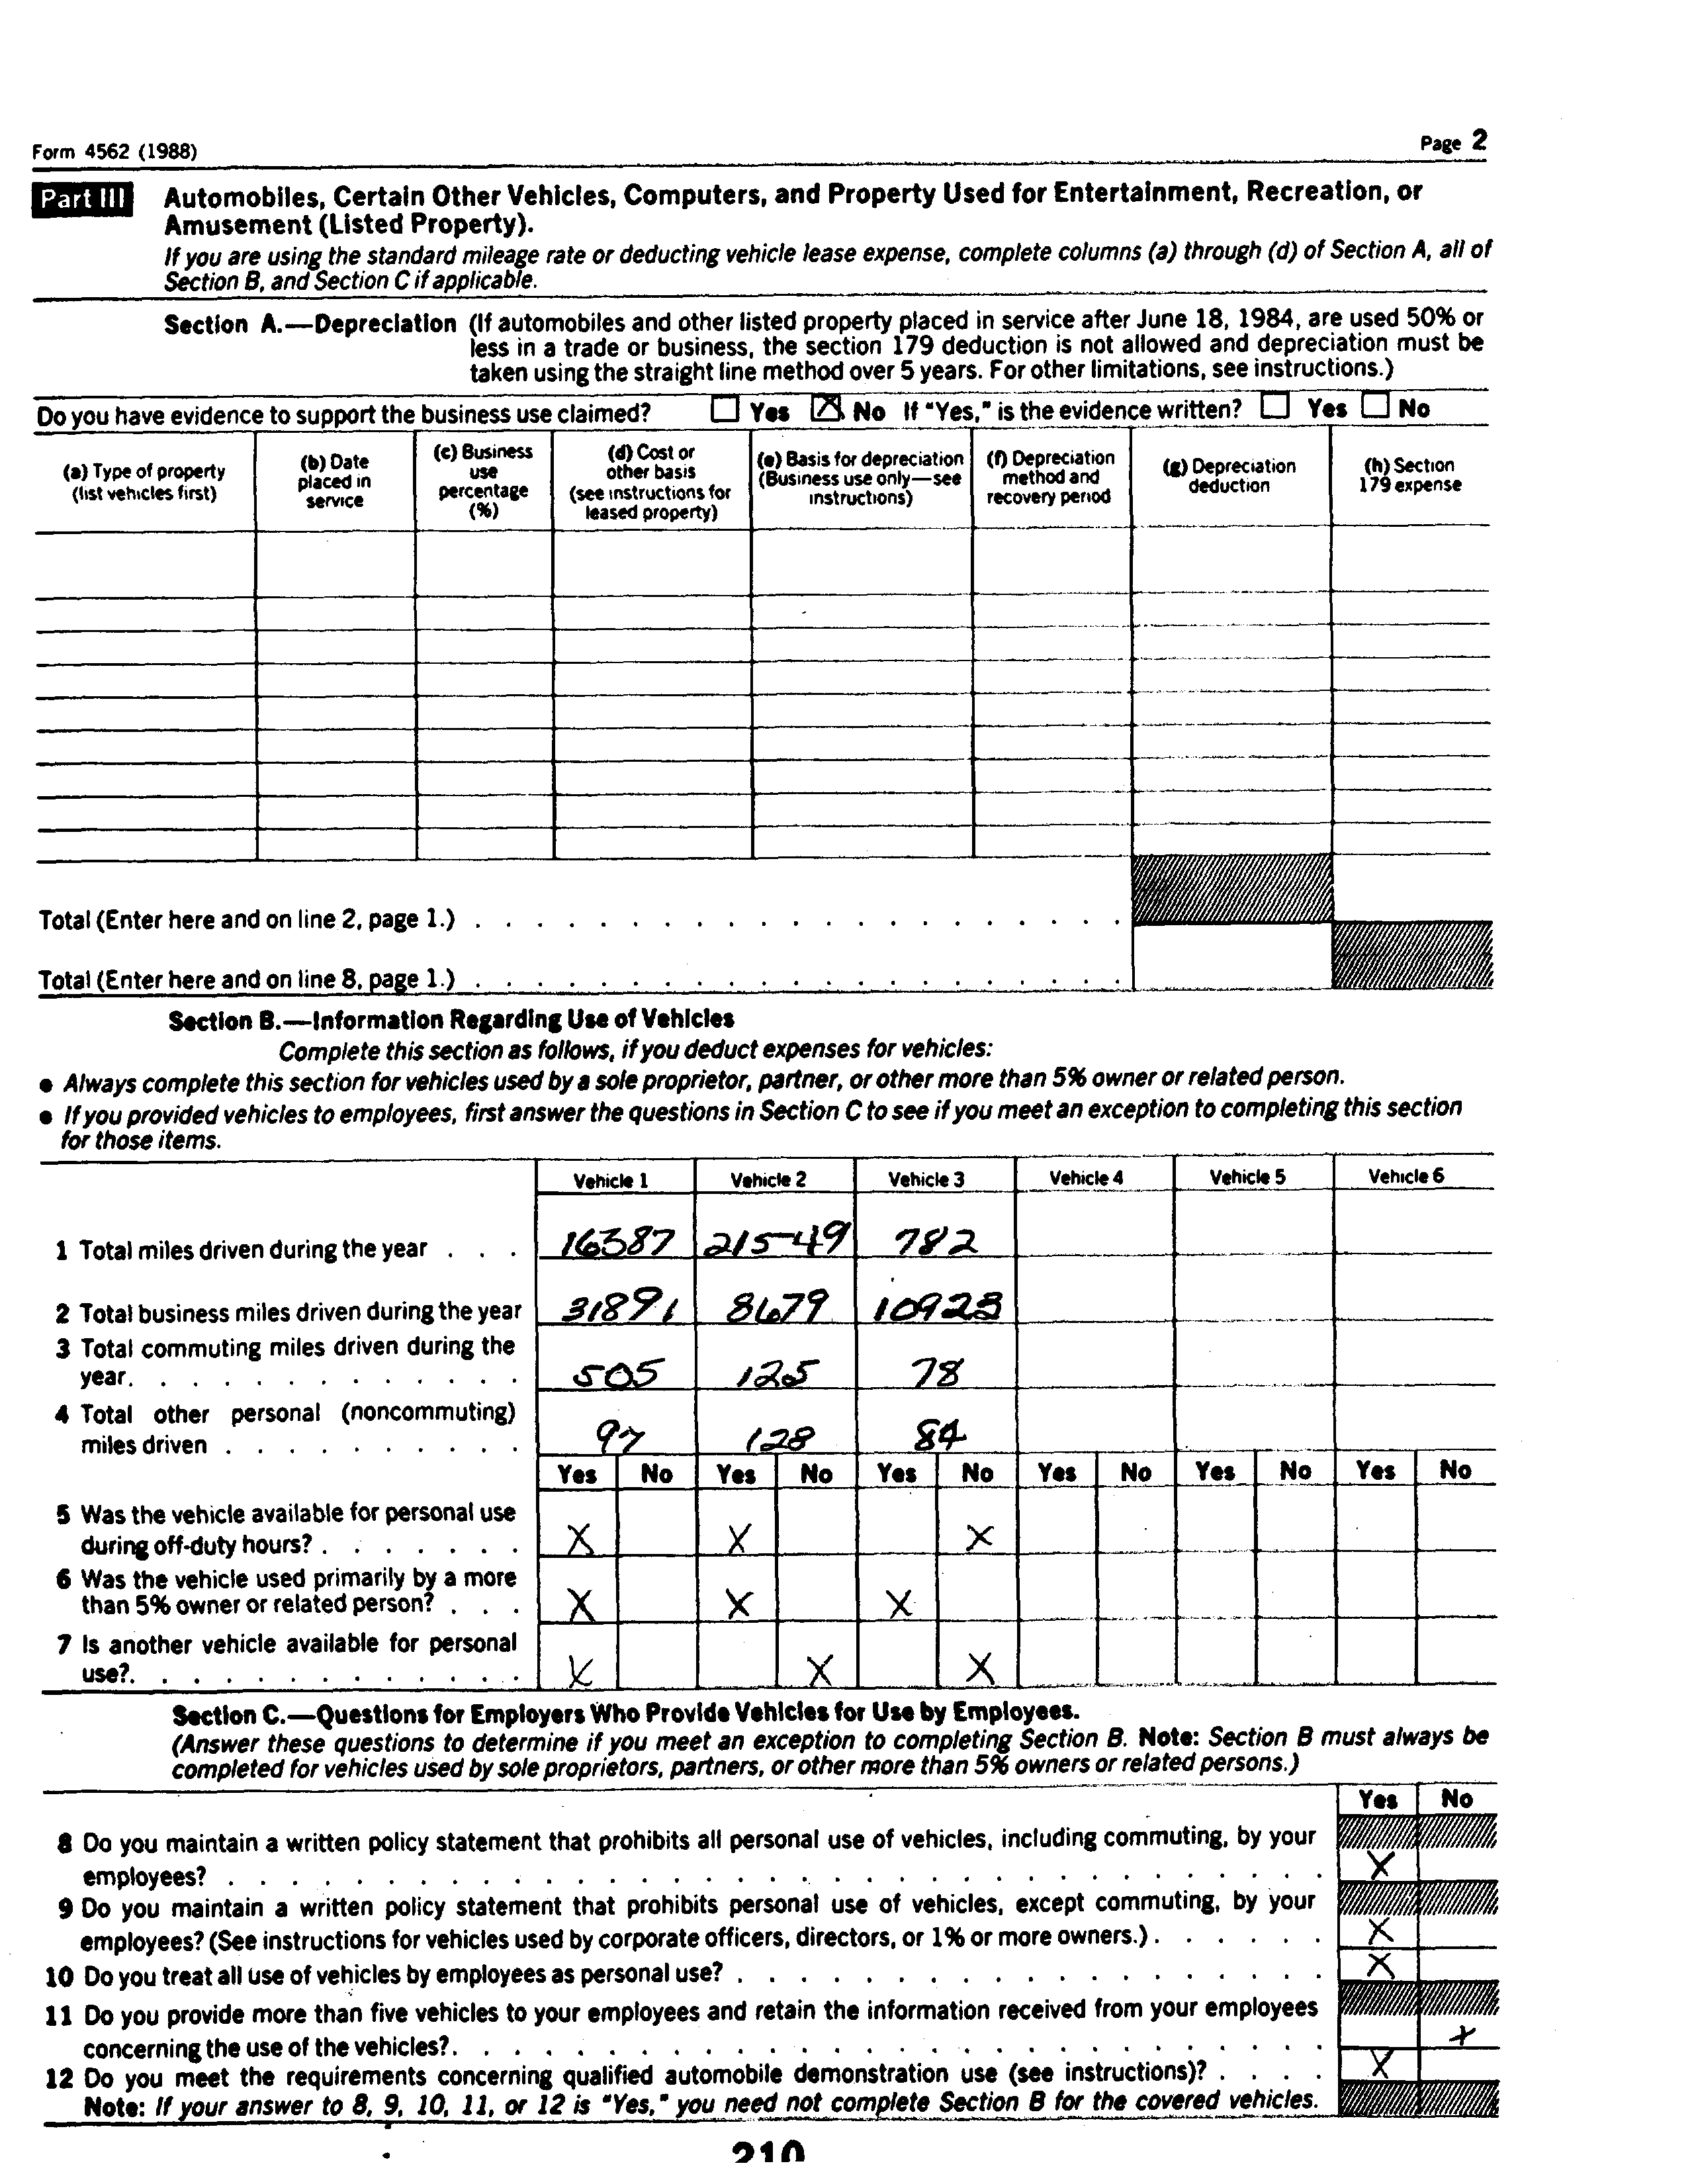 Form 4562 (1988)
Page 2
Part III Automobiles, Certain Other Vehicles, Computers, and Property Used for Entertainment, Recreation, or
Amusement (Listed Property).
If you are using the standard mileage rate or deducting vehicle lease expense, complete columns (a) through (d) of Section A, all of
Section B, and Section C if applicable.
Section A.—Depreciation (If automobiles and other listed property placed in service after June 18, 1984, are used 50% or
less in a trade or business, the section 179 deduction is not allowed and depreciation must be
taken using the straight line method over 5 years. For other limitations, see instructions.)
Do you have evidence to support the business use claimed? ☐ Yes ☒ No If "Yes," is the evidence written? ☐ Yes ☐ No
(a) Type of property
(list vehicles first)
(b) Date
placed in
service
(c) Business
use
percentage
(%)
(d) Cost or
other basis
(see instructions for
leased property)
(e) Basis for depreciation
(Business use only—see
instructions)
(f) Depreciation
method and
recovery period
(g) Depreciation
deduction
(h) Section
179 expense
Total (Enter here and on line 2, page 1.) . . . . . . . . . . . . . . . . . . . . .
Total (Enter here and on line 8, page 1.) . . . . . . . . . . . . . . . . . . . . .
Section B.—Information Regarding Use of Vehicles
Complete this section as follows, if you deduct expenses for vehicles:
● Always complete this section for vehicles used by a sole proprietor, partner, or other more than 5% owner or related person.
● If you provided vehicles to employees, first answer the questions in Section C to see if you meet an exception to completing this section
for those items.
Vehicle 1 Vehicle 2 Vehicle 3 Vehicle 4 Vehicle 5 Vehicle 6
1 Total miles driven during the year . . . 16387 21549 782
2 Total business miles driven during the year 31891 8679 10923
3 Total commuting miles driven during the
year. . . . . . . . . . . . . 505 125 78
4 Total other personal (noncommuting)
miles driven . . . . . . . . . . 97 128 84
Yes No Yes No Yes No Yes No Yes No Yes No
5 Was the vehicle available for personal use
during off-duty hours? . . . . . . . X X X
6 Was the vehicle used primarily by a more
than 5% owner or related person? . . . X X X
7 Is another vehicle available for personal
use?. . . . . . . . . . . . . X X X
Section C.—Questions for Employers Who Provide Vehicles for Use by Employees.
(Answer these questions to determine if you meet an exception to completing Section B. Note: Section B must always be
completed for vehicles used by sole proprietors, partners, or other more than 5% owners or related persons.)
Yes No
8 Do you maintain a written policy statement that prohibits all personal use of vehicles, including commuting, by your
employees? . . . . . . . . . . . . . . . . . . . . . . . . . . . . X
9 Do you maintain a written policy statement that prohibits personal use of vehicles, except commuting, by your
employees? (See instructions for vehicles used by corporate officers, directors, or 1% or more owners.) . . . . . . X
10 Do you treat all use of vehicles by employees as personal use? . . . . . . . . . . . . . . . . . . . X
11 Do you provide more than five vehicles to your employees and retain the information received from your employees
concerning the use of the vehicles?. . . . . . . . . . . . . . . . . . . . . . . . . . . . X
12 Do you meet the requirements concerning qualified automobile demonstration use (see instructions)? . . . . X
Note: If your answer to 8, 9, 10, 11, or 12 is "Yes," you need not complete Section B for the covered vehicles.
210